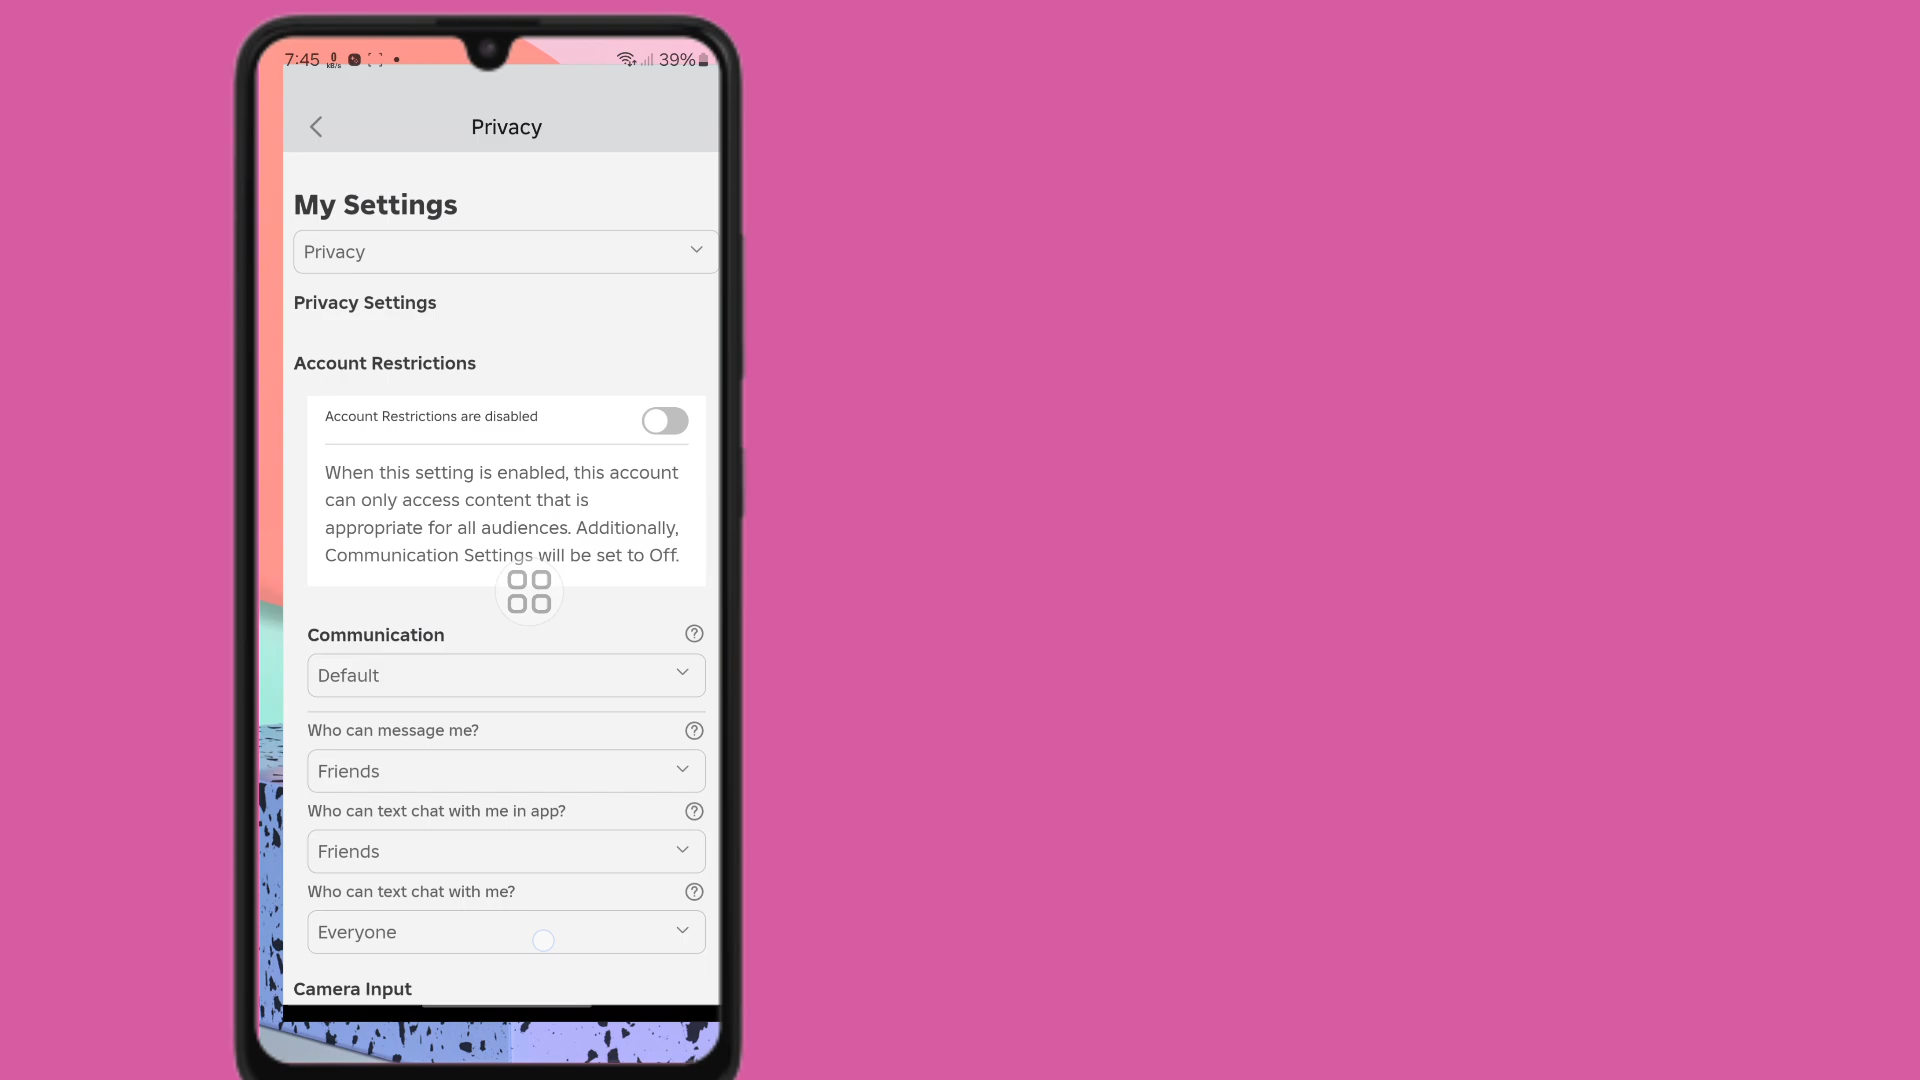 7:45 0 KB/s 39%
Privacy
My Settings
Privacy
Privacy Settings
Account Restrictions
Account Restrictions are disabled
When this setting is enabled, this account
can only access content that is
appropriate for all audiences. Additionally,
Communication Settings will be set to Off.
Communication
Default
Who can message me?
Friends
Who can text chat with me in app?
Friends
Who can text chat with me?
Everyone
Camera Input